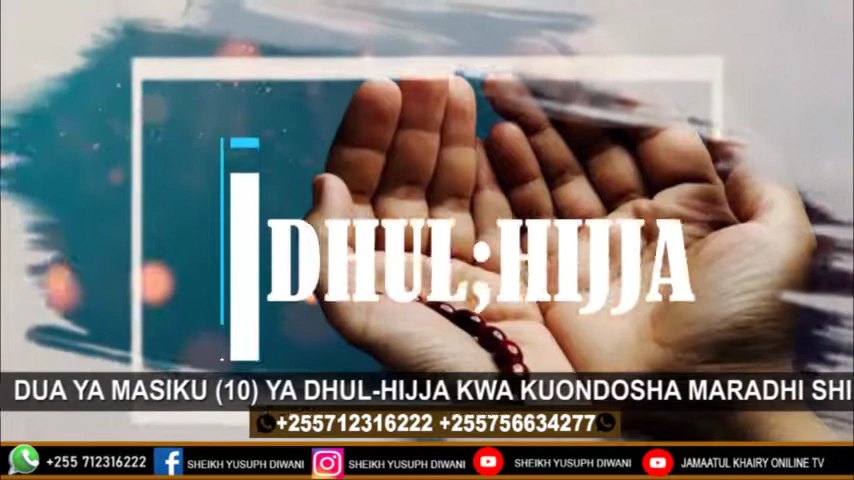 DHUL;HIJJA
DUA YA MASIKU (10) YA DHUL-HIJJA KWA KUONDOSHA MARADHI SHI
+255712316222 +255756634277
+255 712316222 SHEIKH YUSUPH DIWANI SHEIKH YUSUPH DIWANI SHEIKH YUSUPH DIWANI JAMAATUL KHAIRY ONILINE TV